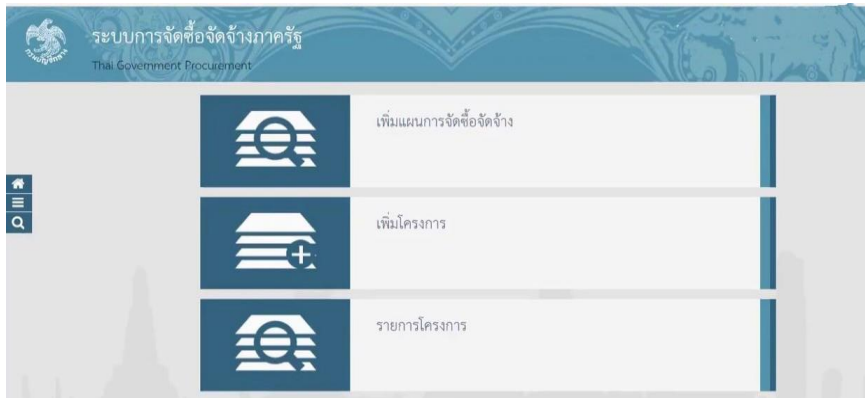 ระบบการจัดซื้อจัดจ้างภาครัฐ
Thai Government Procurement
เพิ่มแผนการจัดซื้อจัดจ้าง
เพิ่มโครงการ
รายการโครงการ